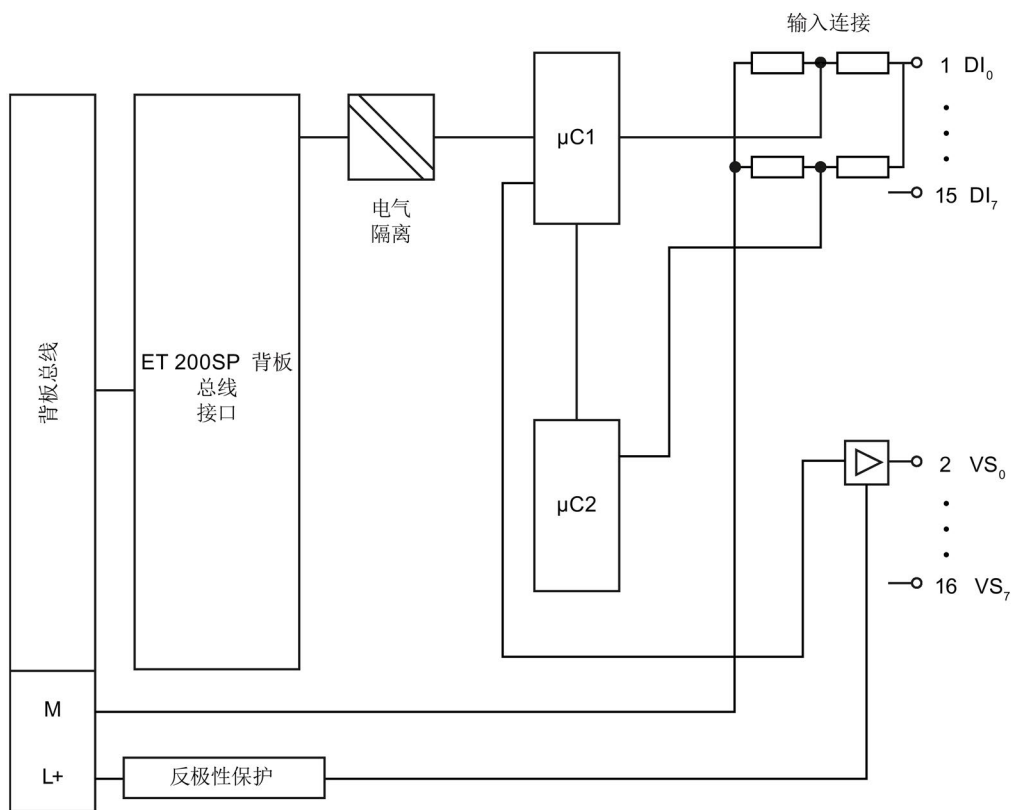 输入连接
1 DI0
15 DI7
µC1
电气
隔离
背板总线
ET 200SP 背板
总线
接口
µC2
2 VS0
16 VS7
M
L+
反极性保护